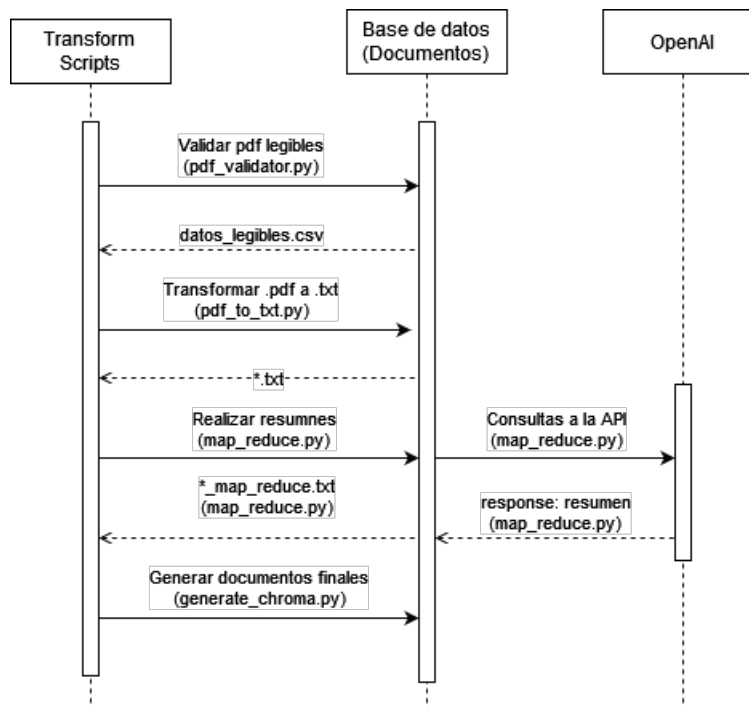 Transform
Scripts
Base de datos
(Documentos)
OpenAI
Validar pdf legibles
(pdf_validator.py)
datos_legibles.csv
Transformar .pdf a .txt
(pdf_to_txt.py)
*.txt
Realizar resumnes
(map_reduce.py)
Consultas a la API
(map_reduce.py)
*_map_reduce.txt
(map_reduce.py)
response: resumen
(map_reduce.py)
Generar documentos finales
(generate_chroma.py)